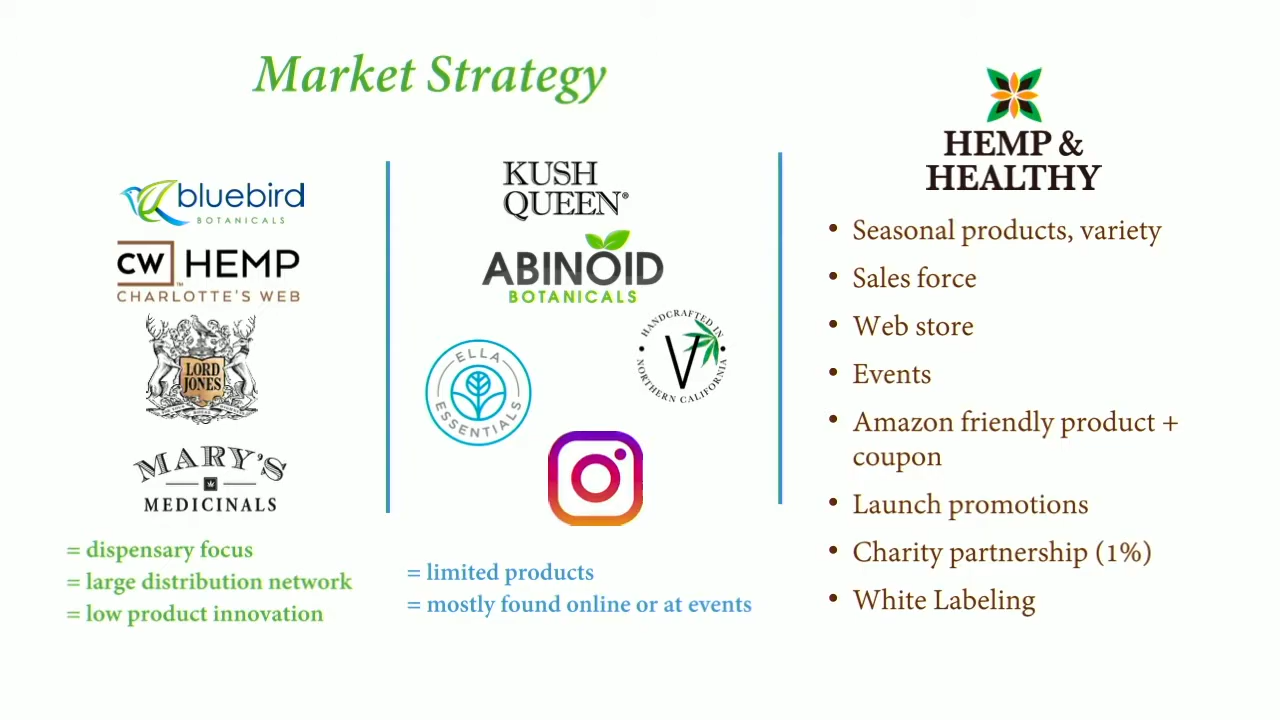 Market Strategy
bluebird
BOTANICALS
CW HEMP
TM
CHARLOTTE'S WEB
LORD
JONES
MARY'S
MEDICINALS
= dispensary focus
= large distribution network
= low product innovation
KUSH
QUEEN®
ABINOID
BOTANICALS
HANDCRAFTED IN
V
NORTHERN CALIFORNIA
ELLA
ESSENTIALS
= limited products
= mostly found online or at events
HEMP &
HEALTHY
• Seasonal products, variety
• Sales force
• Web store
• Events
• Amazon friendly product +
coupon
• Launch promotions
• Charity partnership (1%)
• White Labeling